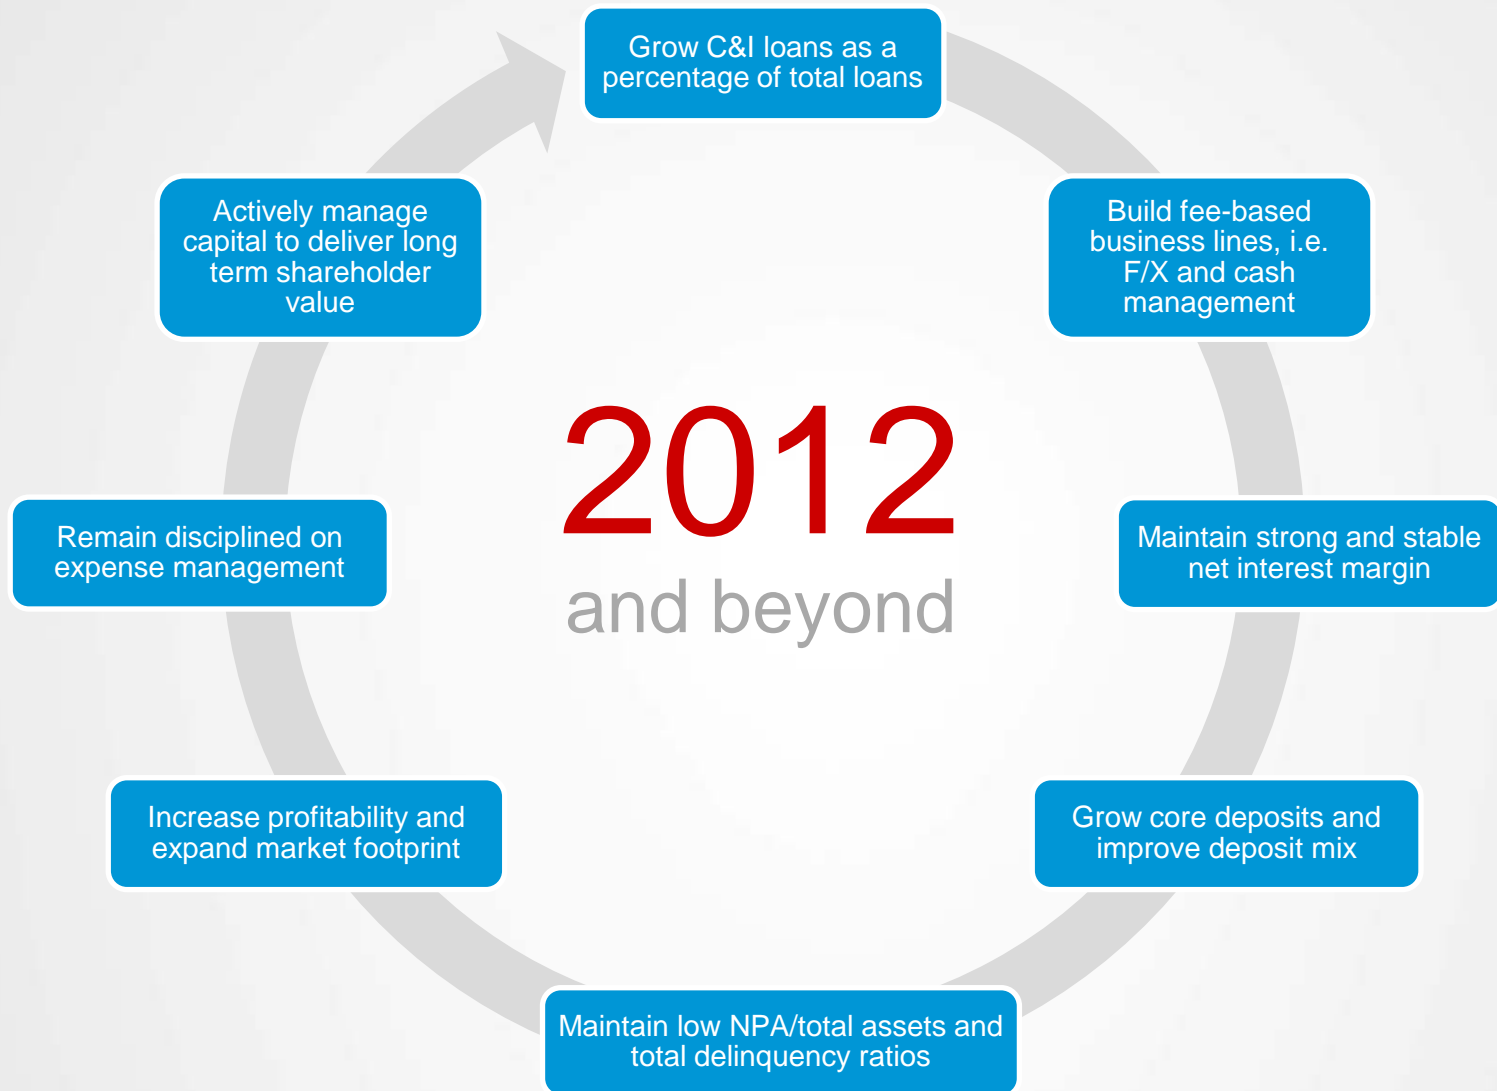 Grow C&I loans as a
percentage of total loans
Build fee-based
business lines, i.e.
F/X and cash
management
Maintain strong and stable
net interest margin
Grow core deposits and
improve deposit mix
Maintain low NPA/total assets and
total delinquency ratios
Increase profitability and
expand market footprint
Remain disciplined on
expense management
Actively manage
capital to deliver long
term shareholder
value
2012
and beyond